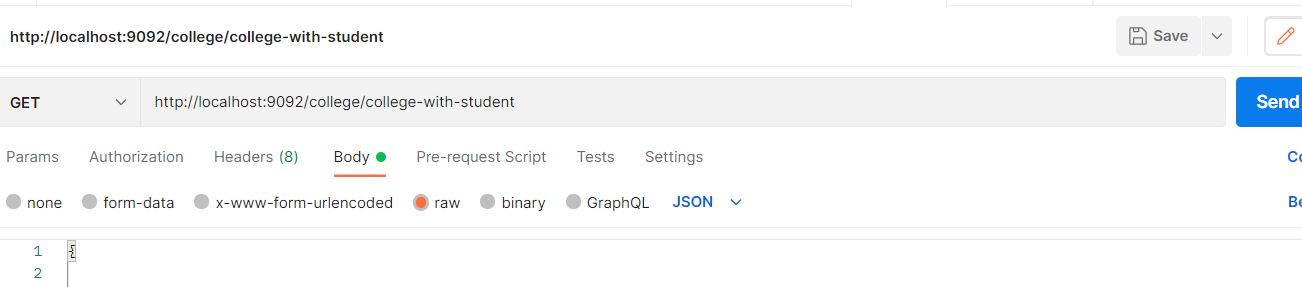 http://localhost:9092/college/college-with-student
Save
GET
http://localhost:9092/college/college-with-student
Send
Params Authorization Headers (8) Body Pre-request Script Tests Settings Co
none form-data x-www-form-urlencoded raw binary GraphQL JSON Be
1 {
2